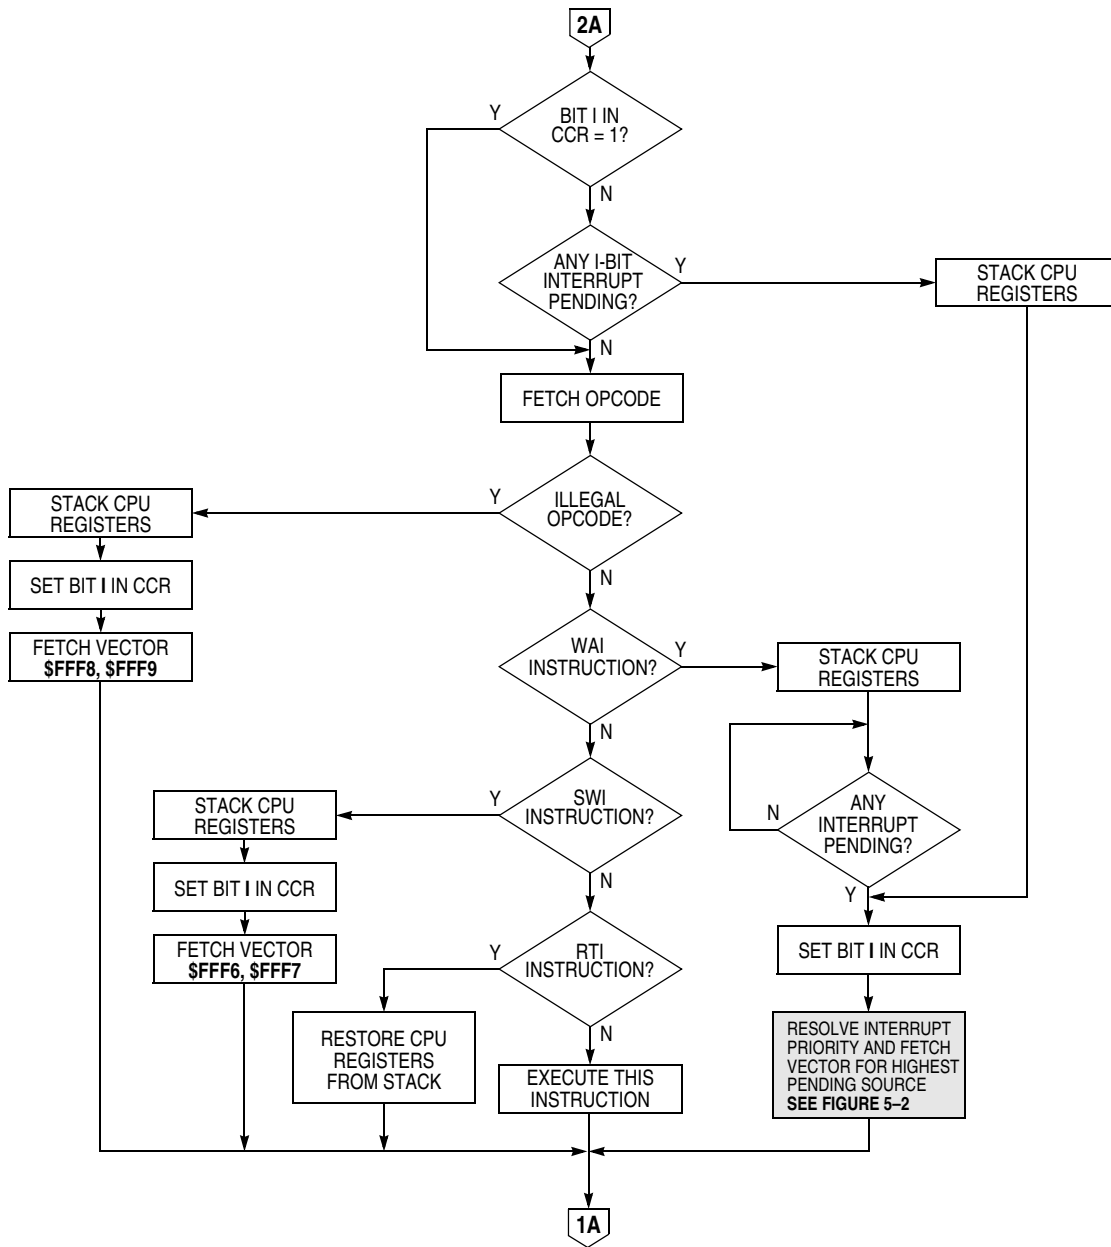 2A
BIT I IN
CCR = 1?
Y
N
ANY I-BIT
INTERRUPT
PENDING?
Y
N
STACK CPU
REGISTERS
FETCH OPCODE
ILLEGAL
OPCODE?
Y
N
STACK CPU
REGISTERS
SET BIT I IN CCR
FETCH VECTOR
$FFF8, $FFF9
WAI
INSTRUCTION?
Y
N
STACK CPU
REGISTERS
ANY
INTERRUPT
PENDING?
N
Y
SWI
INSTRUCTION?
Y
N
STACK CPU
REGISTERS
SET BIT I IN CCR
FETCH VECTOR
$FFF6, $FFF7
RTI
INSTRUCTION?
Y
N
RESTORE CPU
REGISTERS
FROM STACK
EXECUTE THIS
INSTRUCTION
SET BIT I IN CCR
RESOLVE INTERRUPT
PRIORITY AND FETCH
VECTOR FOR HIGHEST
PENDING SOURCE
SEE FIGURE 5–2
1A